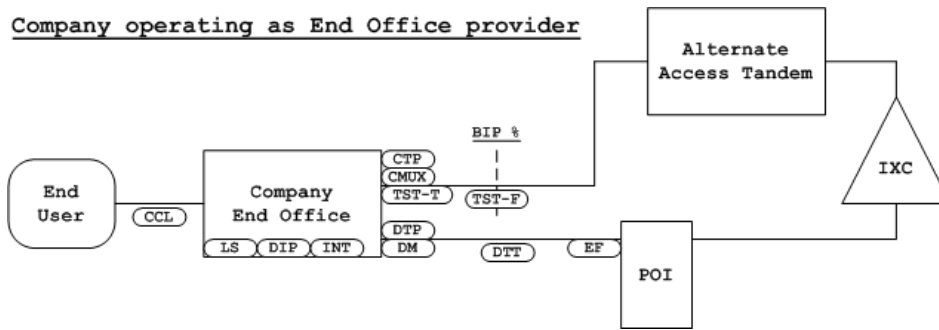 Company operating as End Office provider
Alternate
Access Tandem
BIP %
CTP
CMUX
TST-T
TST-F
IXC
End
User
CCL
Company
End Office
LS
DIP
INT
DTP
DM
DTT
EF
POI